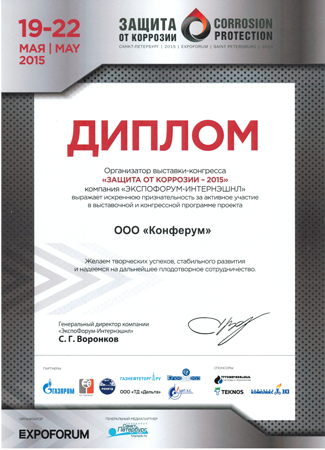 19-22
МАЯ | MAY
2015
ЗАЩИТА
ОТ КОРРОЗИИ
CORROSION
PROTECTION
САНКТ-ПЕТЕРБУРГ | 2015 | EXPOFORUM | SAINT PETERSBURG | 2015
ДИПЛОМ
Организатор выставки-конгресса
«ЗАЩИТА ОТ КОРРОЗИИ – 2015»
компания «ЭКСПОФОРУМ-ИНТЕРНЭШНЛ»
выражает искреннюю признательность за активное участие
в выставочной и конгрессной программе проекта
ООО «Конферум»
Желаем творческих успехов, стабильного развития
и надеемся на дальнейшее плодотворное сотрудничество.
Генеральный директор компании
«ЭкспоФорум-Интернэшнл»
С. Г. Воронков
ПАРТНЕРЫ:
СПОНСОРЫ:
ГАЗПРОМ
ГАЗНЕФТЕТОРГ.РУ
ООО «ТД «Дельта»
TEKNOS
ОРГАНИЗАТОР
EXPOFORUM
ГЕНЕРАЛЬНЫЙ МЕДИАПАРТНЕР
Санкт-Петербург